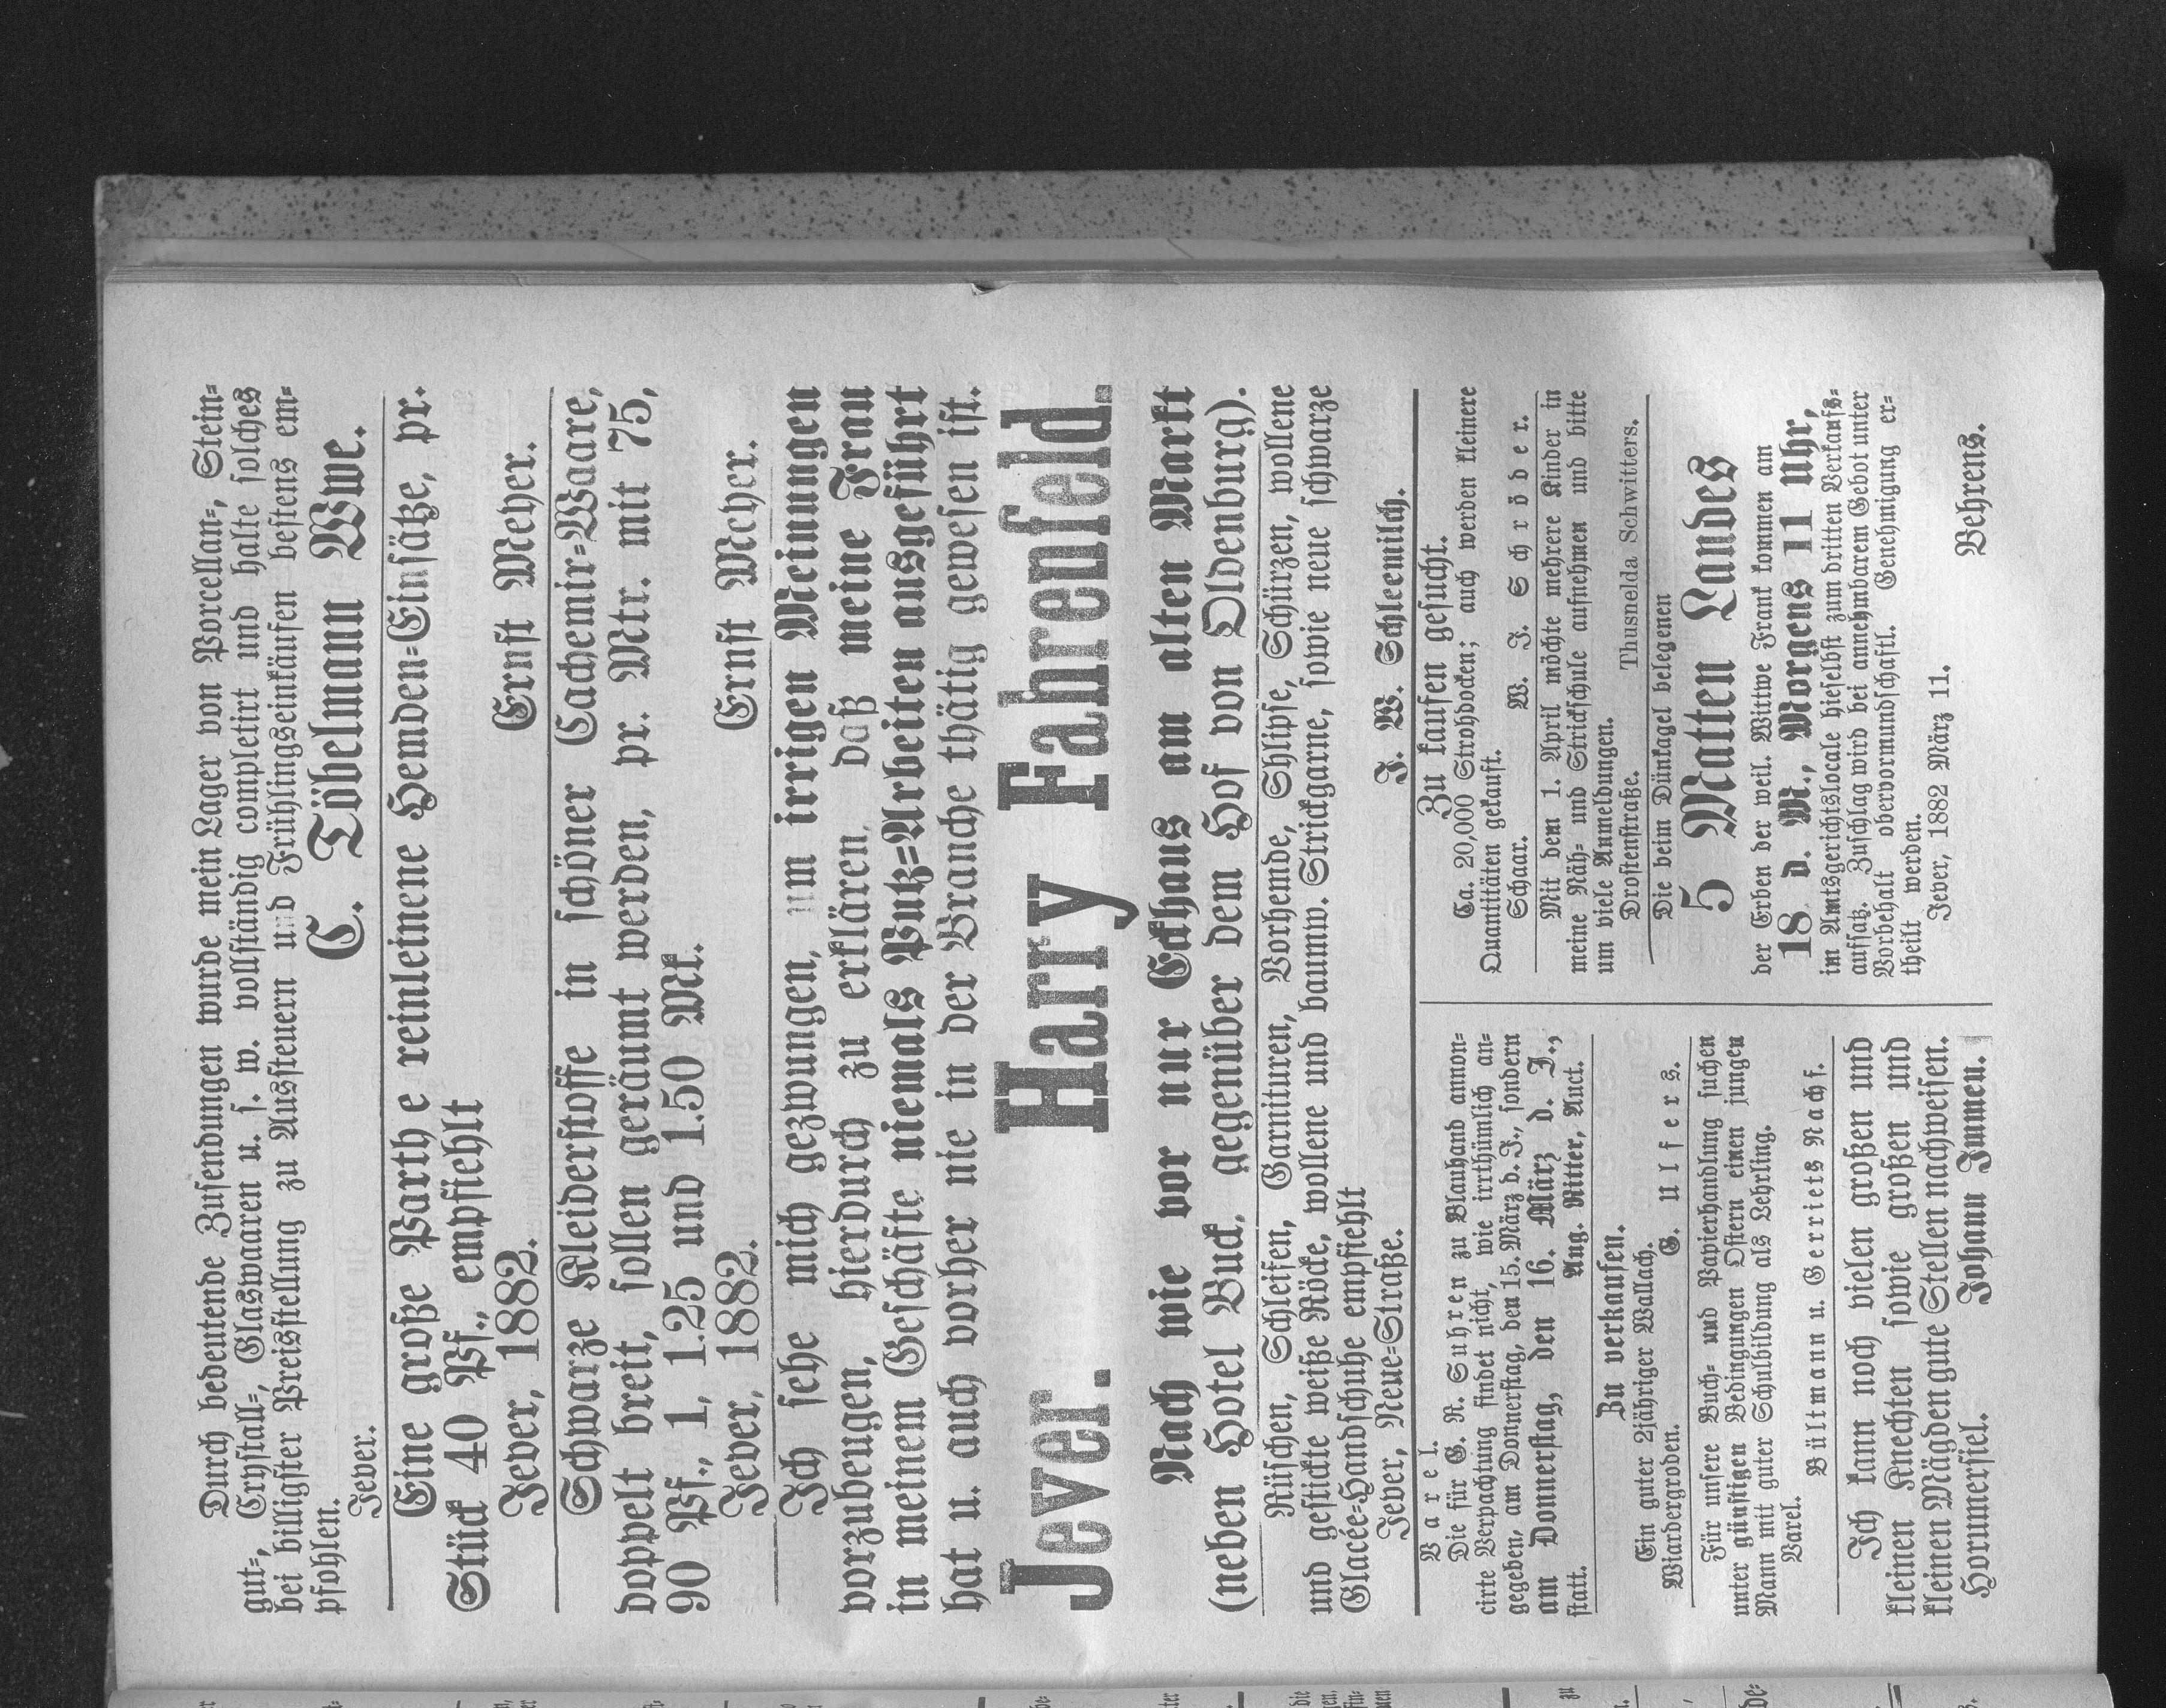 Durch bedeutende Zusendungen wurde mein Lager von Porcellan-, Stein-
gut-, Crystall-, Glaswaaren u. s. w. vollständig completirt und halte solches
bei billigster Preisstellung zu Aussteuern und Frühlingseinkäufen bestens em-
pfohlen.
Jever. C. Töbelmann Wwe.
Eine große Parthie reinleinene Hemden-Einsätze, pr.
Stück 40 Pf., empfiehlt
Jever, 1882. Ernst Meyer.
Schwarze Kleiderstoffe in schöner Cachemir-Waare,
doppelt breit, sollen geräumt werden, pr. Mtr. mit 75,
90 Pf., 1, 1.25 und 1.50 Mk.
Jever, 1882. Ernst Meyer.
Ich sehe mich gezwungen, um irrigen Meinungen
vorzubeugen, hierdurch zu erklären, daß meine Frau
in meinem Geschäfte niemals Putz-Arbeiten ausgeführt
hat u. auch vorher nie in der Branche thätig gewesen ist.
Jever. Harry Fahrenfeld.
Nach wie vor nur Eckhaus am alten Markt
(neben Hotel Buck, gegenüber dem Hof von Oldenburg).
Rüschen, Schleifen, Garnituren, Vorhemde, Shlipse, Schürzen, wollene
und gestickte weiße Röcke, wollene und baumw. Strickgarne, sowie neue schwarze
Glacée-Handschuhe empfiehlt
Jever, Neue-Straße. J. W. Schleemilch.
Varel.
Die für G. R. Suhren zu Blauhand annon-
cirte Verpachtung findet nicht, wie irrthümlich an-
gegeben, am Donnerstag, den 15. März d. J., sondern
am Donnerstag, den 16. März d. J.,
statt. Aug. Ritter, Auct.
Zu verkaufen.
Ein guter 2jähriger Wallach.
Wiardergroden. G. Ulfers.
Für unsere Buch- und Papierhandlung suchen
unter günstigen Bedingungen Ostern einen jungen
Mann mit guter Schulbildung als Lehrling.
Varel. Bültmann u. Gerriets Nachf.
Ich kann noch vielen großen und
kleinen Knechten sowie großen und
kleinen Mägden gute Stellen nachweisen.
Horumersiel. Johann Immen.
Zu kaufen gesucht.
Ca. 20,000 Strohdocken; auch werden kleinere
Quantitäten gekauft.
Schaar. W. J. Schröder.
Mit dem 1. April möchte mehrere Kinder in
meine Näh- und Strickschule aufnehmen und bitte
um viele Anmeldungen.
Drostenstraße. Thusnelda Schwitters.
Die beim Dünkagel belegenen
5 Matten Landes
der Erben der weil. Wittwe Frank kommen am
18 d. M., Morgens 11 Uhr,
im Amtsgerichtslocale hieselbst zum dritten Verkaufs-
aufsatz. Zuschlag wird bei annehmbarem Gebot unter
Vorbehalt obervormundschaftl. Genehmigung er-
theilt werden.
Jever, 1882 März 11.
Behrens.